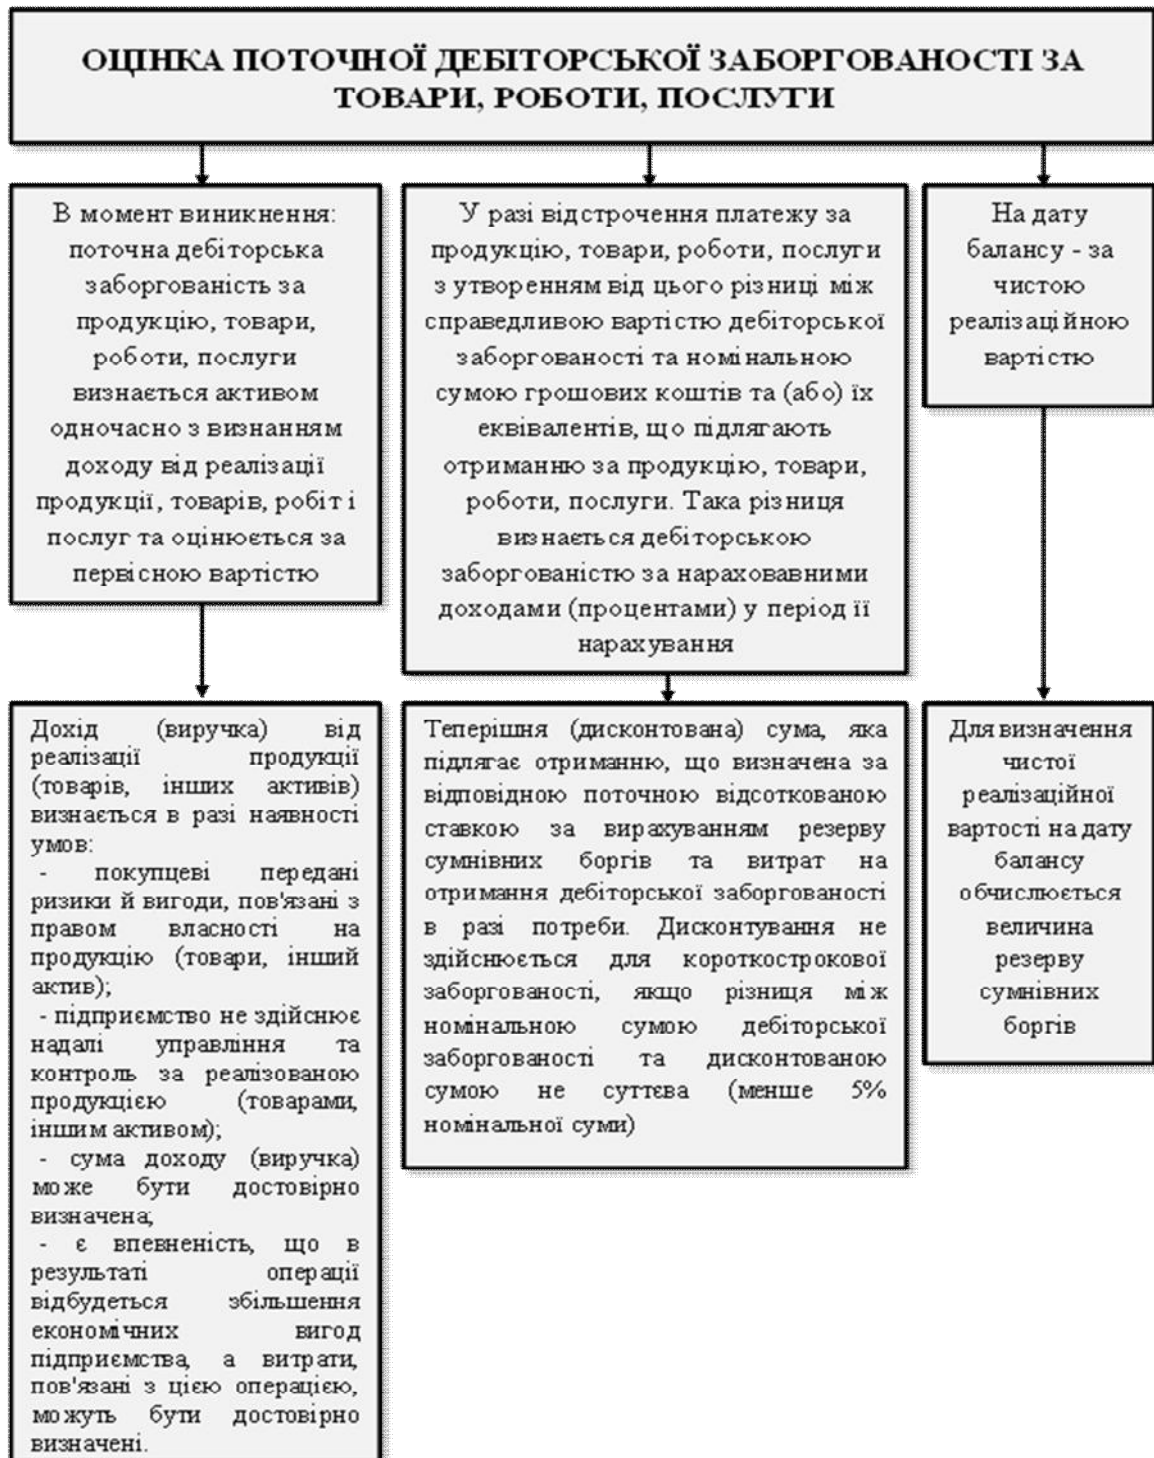 ОЦІНКА ПОТОЧНОЇ ДЕБІТОРСЬКОЇ ЗАБОРГОВАНОСТІ ЗА
ТОВАРИ, РОБОТИ, ПОСЛУГИ
В момент виникнення:
поточна дебіторська
заборгованість за
продукцію, товари,
роботи, послуги
визнається активом
одночасно з визнанням
доходу від реалізації
продукції, товарів, робіт і
послуг та оцінюється за
первісною вартістю
У разі відстрочення платежу за
продукцію, товари, роботи, послуги
з утворенням від цього різниці між
справедливою вартістю дебіторської
заборгованості та номінальною
сумою грошових коштів та (або) їх
еквівалентів, що підлягають
отриманню за продукцію, товари,
роботи, послуги. Така різниця
визнається дебіторською
заборгованістю за нараховавними
доходами (процентами) у період її
нарахування
На дату
балансу - за
чистою
реалізаційною
вартістю
Дохід (виручка) від
реалізації продукції
(товарів, інших активів)
визнається в разі наявності
умов:
- покупцеві передані
ризики й вигоди, пов'язані з
правом власності на
продукцію (товари, інший
актив);
- підприємство не здійснює
надалі управління та
контроль за реалізованою
продукцією (товарами,
іншим активом);
- сума доходу (виручка)
може бути достовірно
визначена;
- є впевненість, що в
результаті операції
відбудеться збільшення
економічних вигод
підприємства, а витрати,
пов'язані з цією операцією,
можуть бути достовірно
визначені.
Теперішня (дисконтована) сума, яка
підлягає отриманню, що визначена за
відповідною поточною відсоткованою
ставкою за вирахуванням резерву
сумнівних боргів та витрат на
отримання дебіторської заборгованості
в разі потреби. Дисконтування не
здійснюється для короткострокової
заборгованості, якщо різниця між
номінальною сумою дебіторської
заборгованості та дисконтованою
сумою не суттєва (менше 5%
номінальної суми)
Для визначення
чистої
реалізаційної
вартості на дату
балансу
обчислюється
величина
резерву
сумнівних
боргів